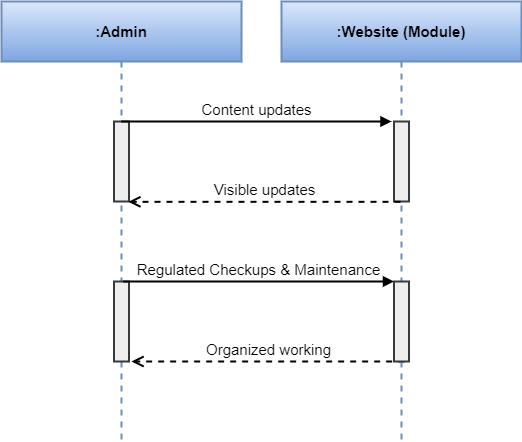 :Admin
:Website (Module)
Content updates
Visible updates
Regulated Checkups & Maintenance
Organized working